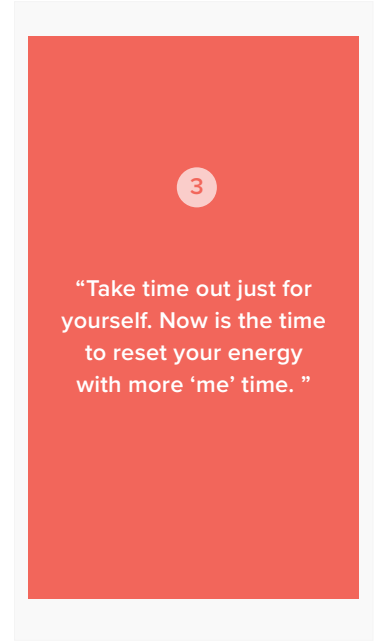 3
“Take time out just for
yourself. Now is the time
to reset your energy
with more ‘me’ time. ”